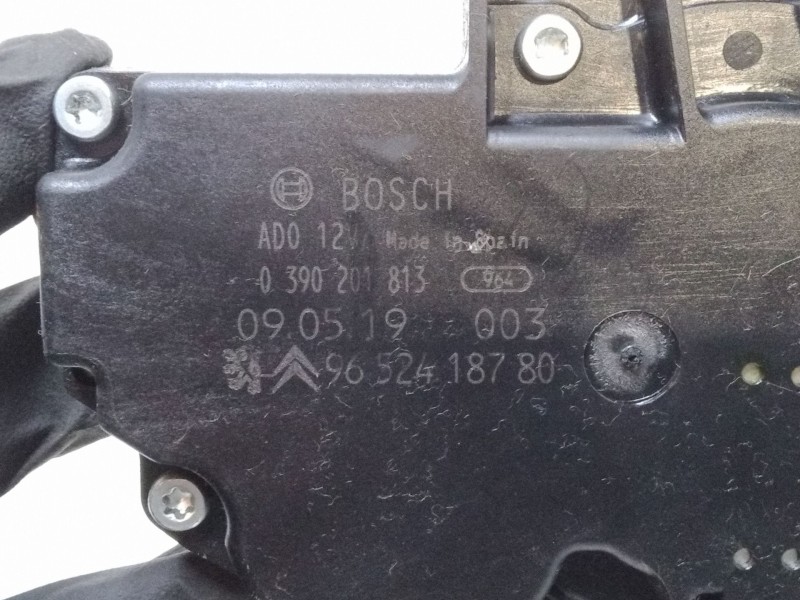 BOSCH
ADO 12V Made in Spain
0 390 201 813 964
09.05.19 003
96 524 187 80